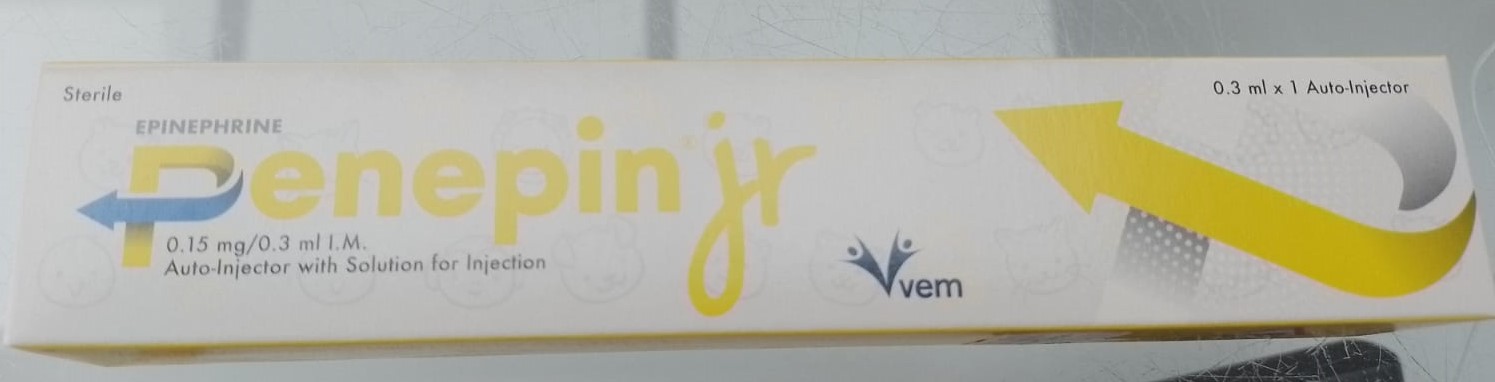 Sterile
0.3 ml x 1 Auto-Injector
EPINEPHRINE
Penepin® jr
0.15 mg/0.3 ml I.M.
Auto-Injector with Solution for Injection
vem